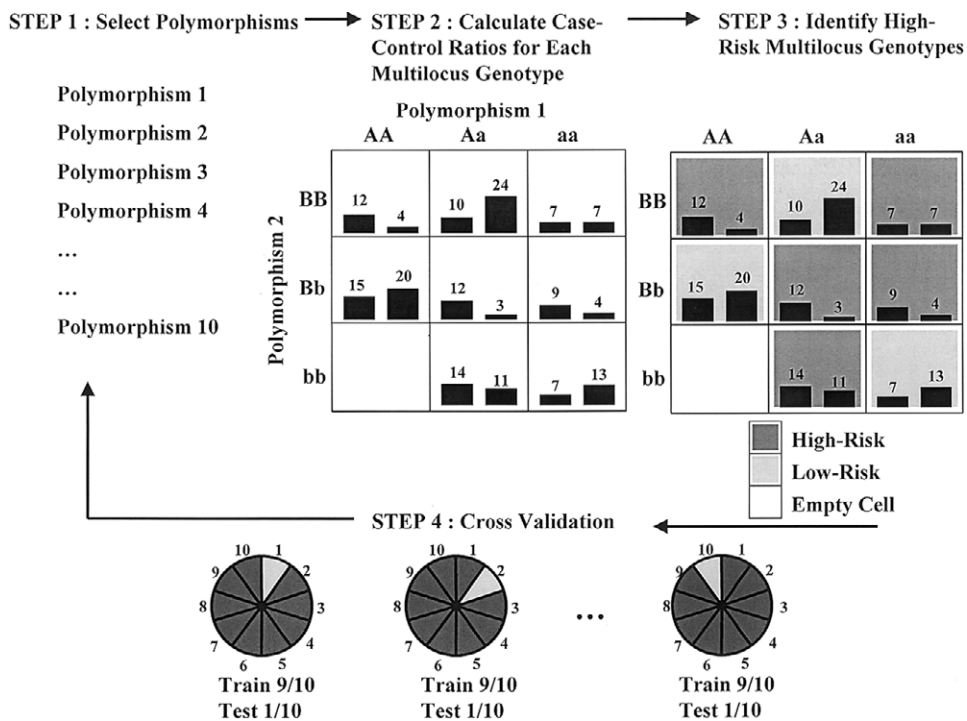 STEP 1 : Select Polymorphisms
STEP 2 : Calculate Case-
Control Ratios for Each
Multilocus Genotype
STEP 3 : Identify High-
Risk Multilocus Genotypes
Polymorphism 1
Polymorphism 2
Polymorphism 3
Polymorphism 4
...
...
Polymorphism 10
Polymorphism 1
AA Aa aa
Polymorphism 2
BB 12 4 10 24 7 7
Bb 15 20 12 3 9 4
bb 14 11 7 13
AA Aa aa
BB 12 4 10 24 7 7
Bb 15 20 12 3 9 4
bb 14 11 7 13
High-Risk
Low-Risk
Empty Cell
STEP 4 : Cross Validation
1 2 3 4 5 6 7 8 9 10
Train 9/10
Test 1/10
1 2 3 4 5 6 7 8 9 10
Train 9/10
Test 1/10
...
1 2 3 4 5 6 7 8 9 10
Train 9/10
Test 1/10